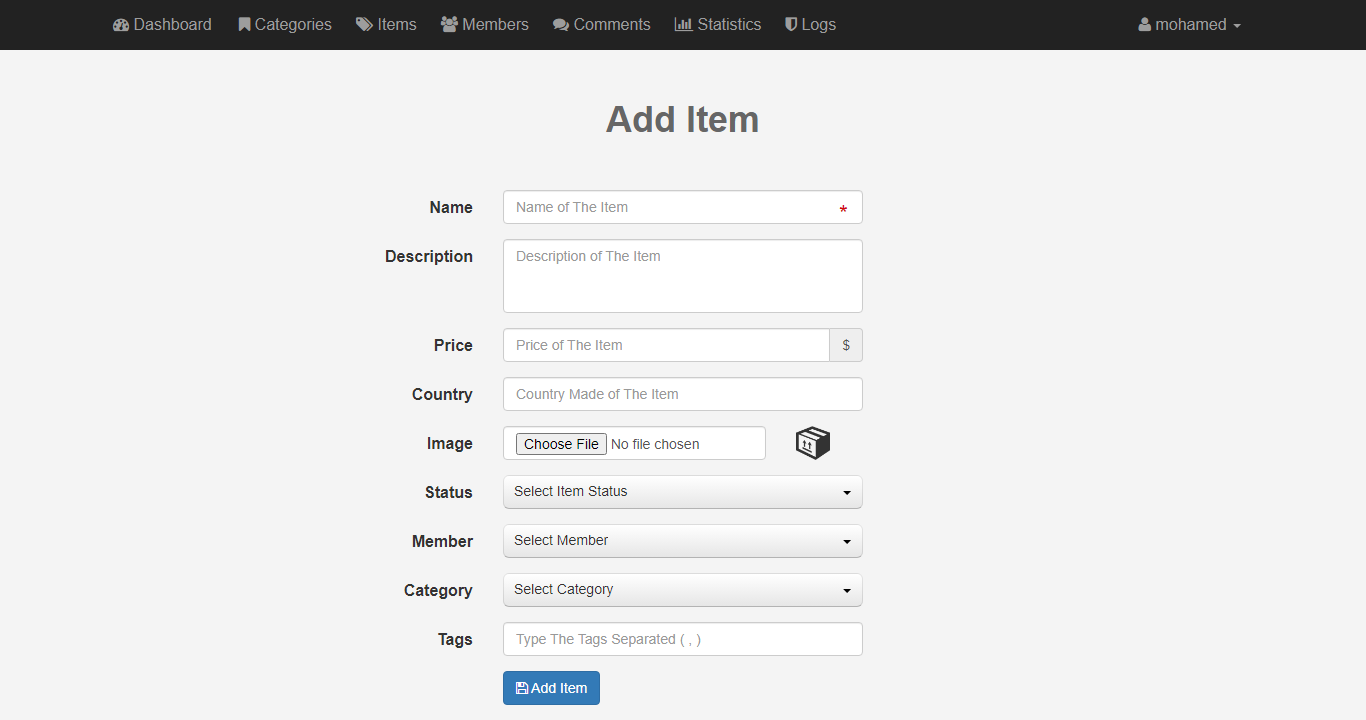 Dashboard Categories Items Members Comments Statistics Logs mohamed
Add Item
Name Name of The Item *
Description Description of The Item
Price Price of The Item $
Country Country Made of The Item
Image Choose File No file chosen
Status Select Item Status
Member Select Member
Category Select Category
Tags Type The Tags Separated ( , )
Add Item